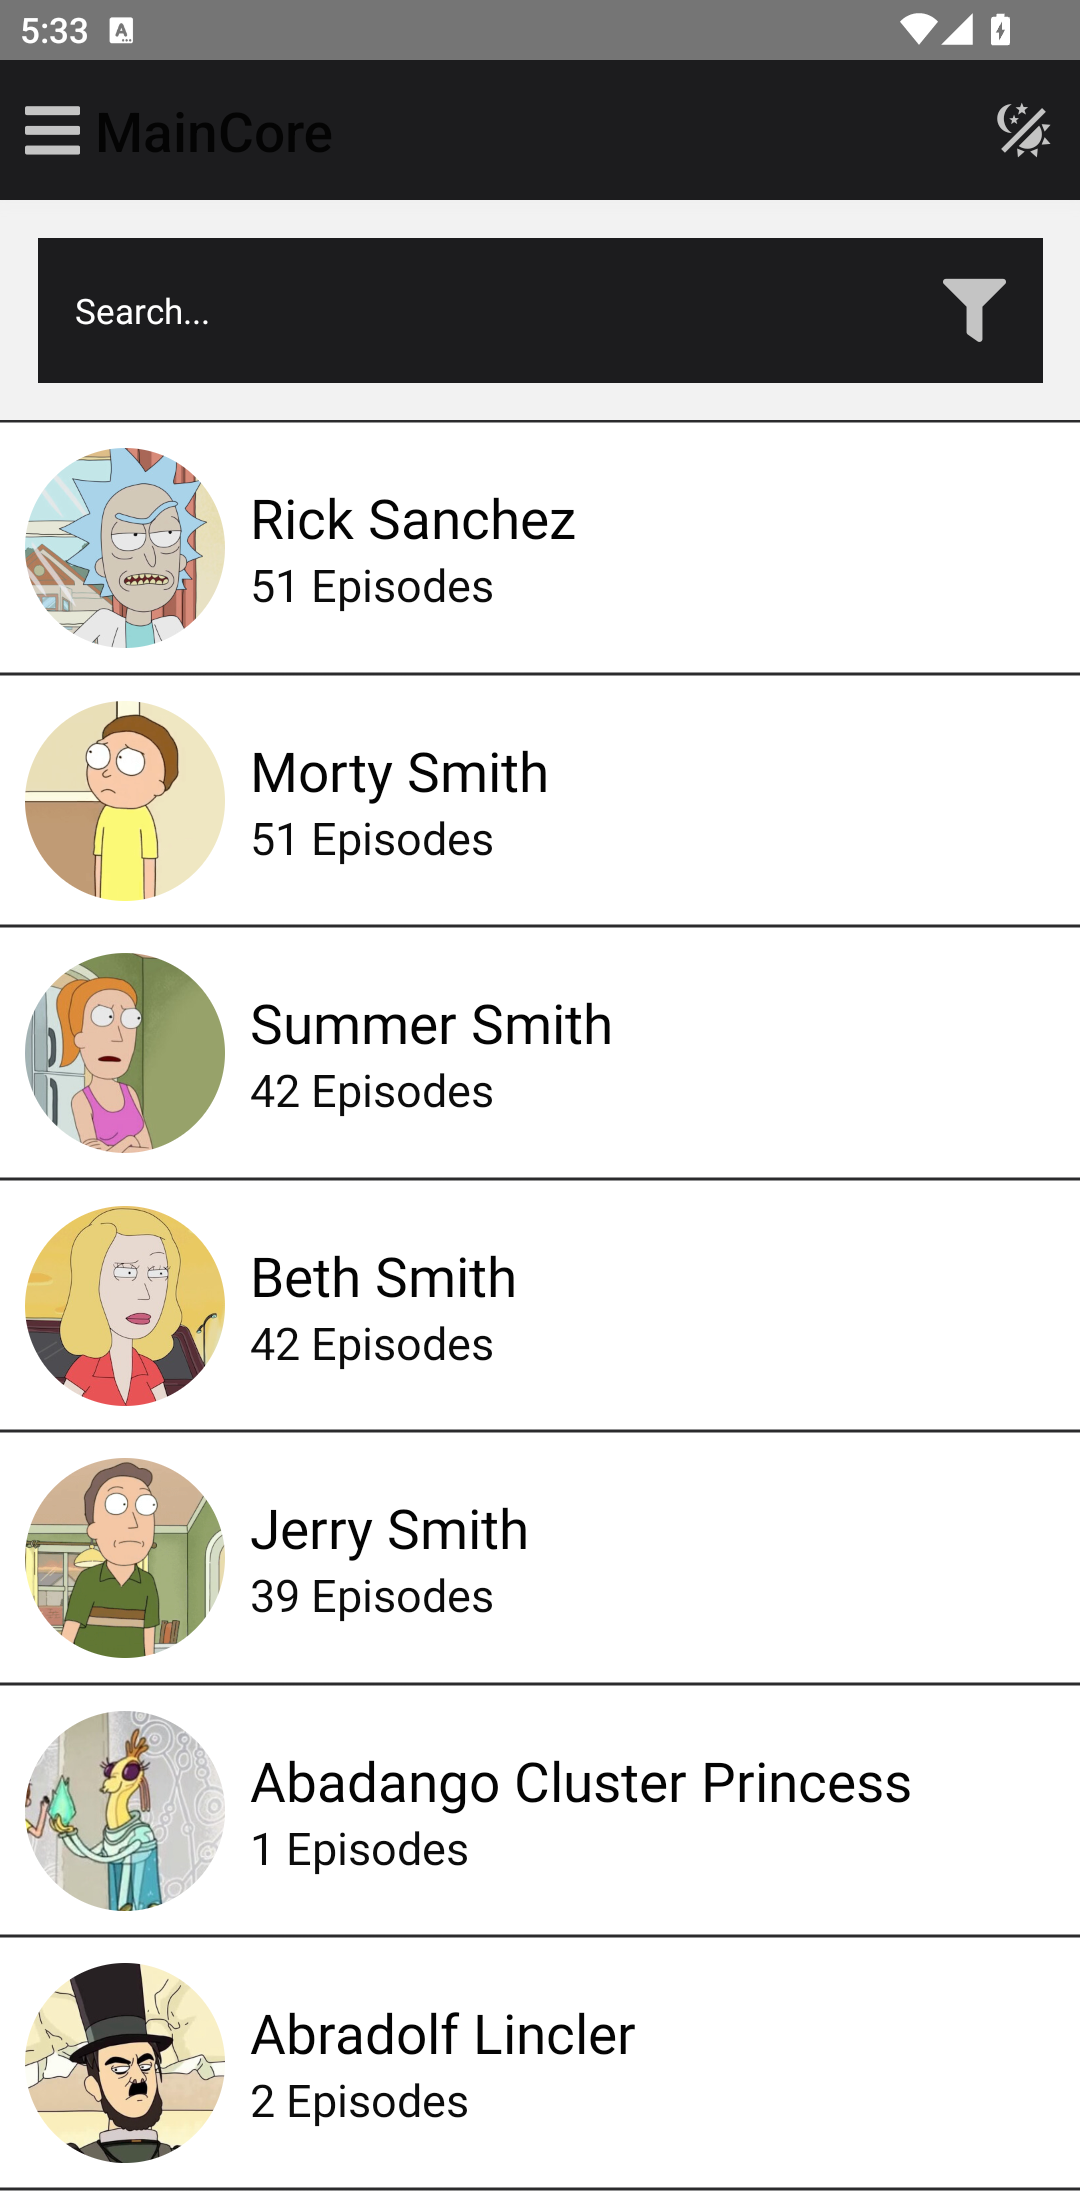 5:33
MainCore
Search...
Rick Sanchez
51 Episodes
Morty Smith
51 Episodes
Summer Smith
42 Episodes
Beth Smith
42 Episodes
Jerry Smith
39 Episodes
Abadango Cluster Princess
1 Episodes
Abradolf Lincler
2 Episodes